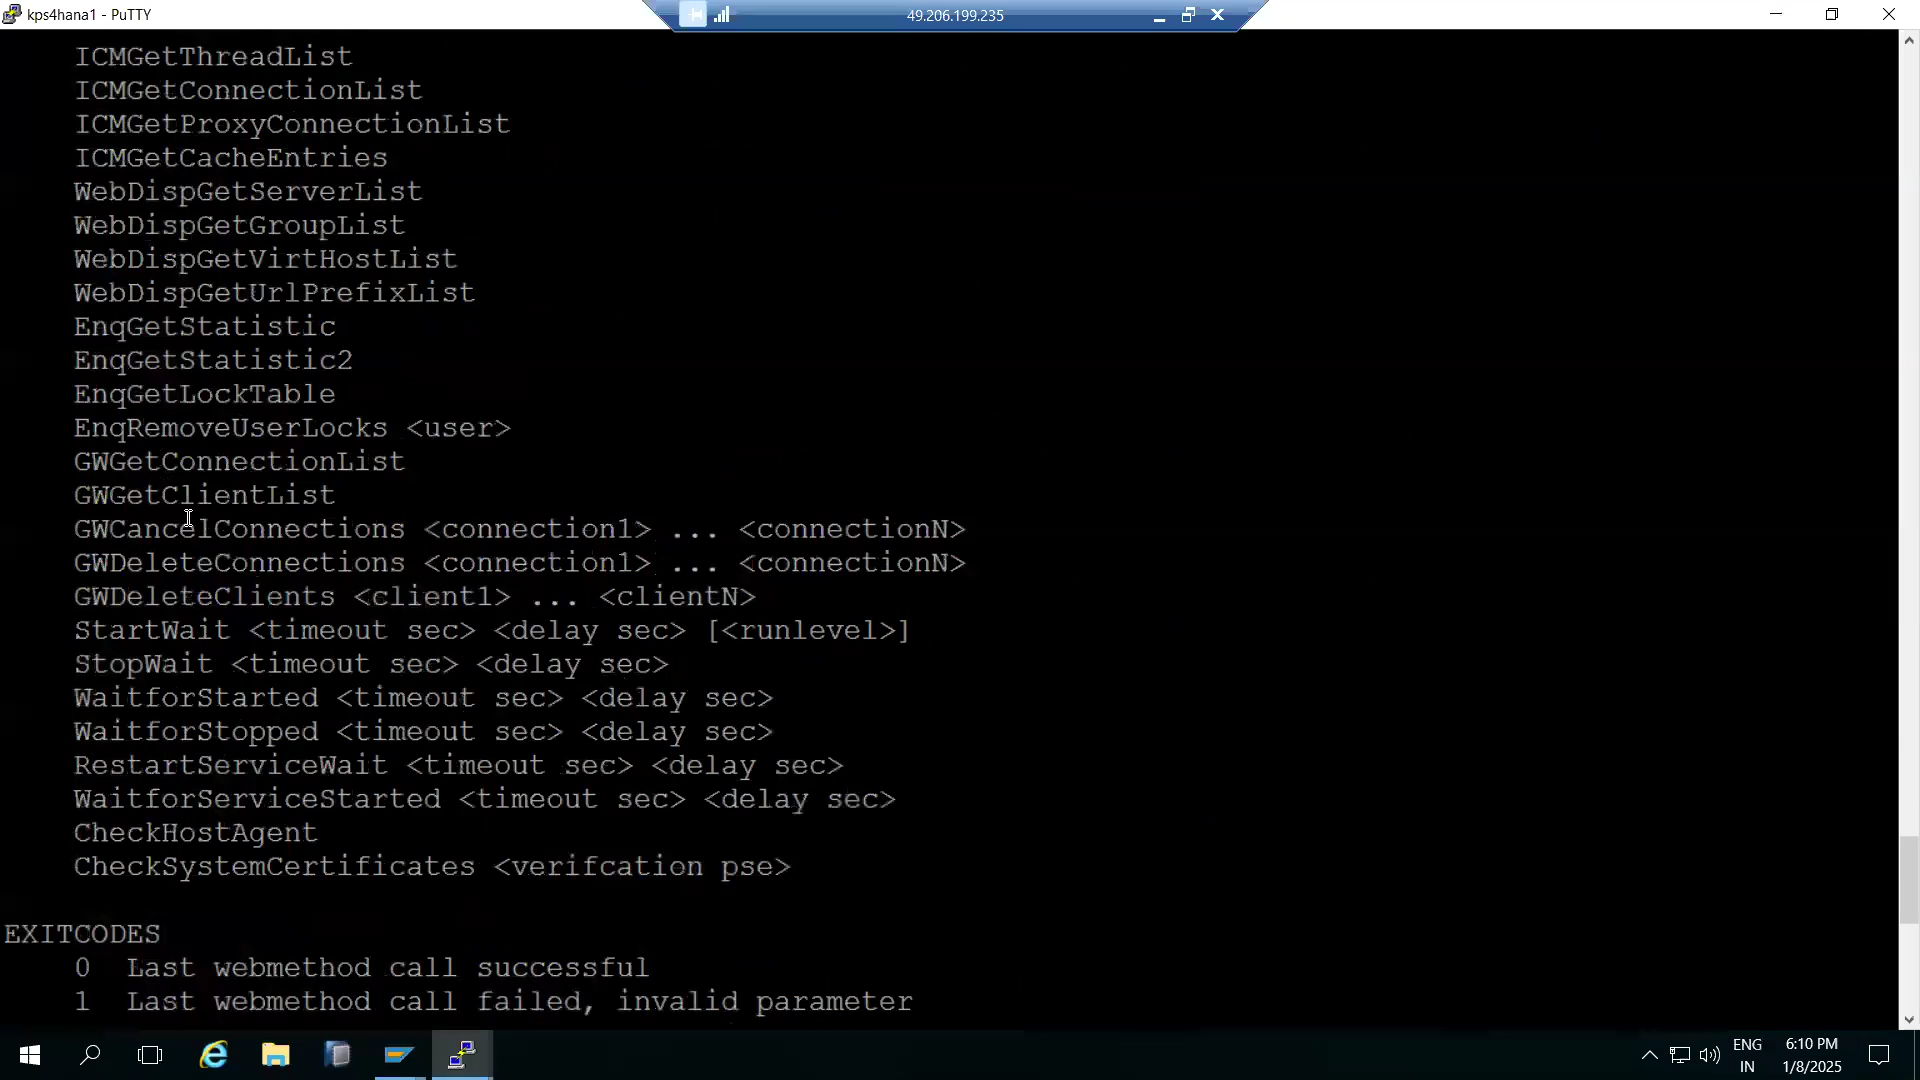 kps4hana1 - PuTTY
49.206.199.235
ICMGetThreadList
ICMGetConnectionList
ICMGetProxyConnectionList
ICMGetCacheEntries
WebDispGetServerList
WebDispGetGroupList
WebDispGetVirtHostList
WebDispGetUrlPrefixList
EnqGetStatistic
EnqGetStatistic2
EnqGetLockTable
EnqRemoveUserLocks <user>
GWGetConnectionList
GWGetClientList
GWCancelConnections <connection1> ... <connectionN>
GWDeleteConnections <connection1> ... <connectionN>
GWDeleteClients <client1> ... <clientN>
StartWait <timeout sec> <delay sec> [<runlevel>]
StopWait <timeout sec> <delay sec>
WaitforStarted <timeout sec> <delay sec>
WaitforStopped <timeout sec> <delay sec>
RestartServiceWait <timeout sec> <delay sec>
WaitforServiceStarted <timeout sec> <delay sec>
CheckHostAgent
CheckSystemCertificates <verifcation pse>
EXITCODES
0 Last webmethod call successful
1 Last webmethod call failed, invalid parameter
ENG
IN
6:10 PM
1/8/2025